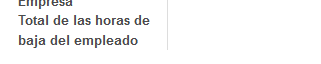 Empresa
Total de las horas de
baja del empleado